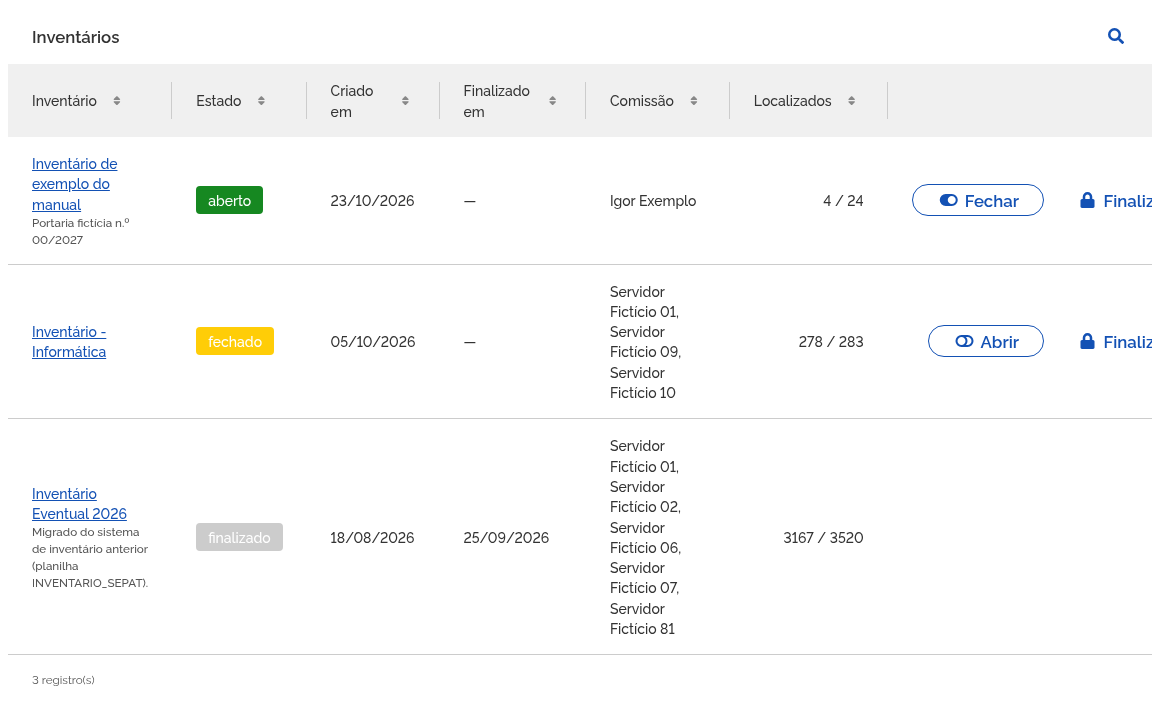 Inventários
Inventário
Estado
Criado
em
Finalizado
em
Comissão
Localizados
Inventário de
exemplo do
manual
Portaria fictícia n.º
00/2027
aberto
23/10/2026
—
Igor Exemplo
4 / 24
Fechar
Finaliz
Inventário -
Informática
fechado
05/10/2026
—
Servidor
Fictício 01,
Servidor
Fictício 09,
Servidor
Fictício 10
278 / 283
Abrir
Finaliz
Inventário
Eventual 2026
Migrado do sistema
de inventário anterior
(planilha
INVENTARIO_SEPAT).
finalizado
18/08/2026
25/09/2026
Servidor
Fictício 01,
Servidor
Fictício 02,
Servidor
Fictício 06,
Servidor
Fictício 07,
Servidor
Fictício 81
3167 / 3520
3 registro(s)